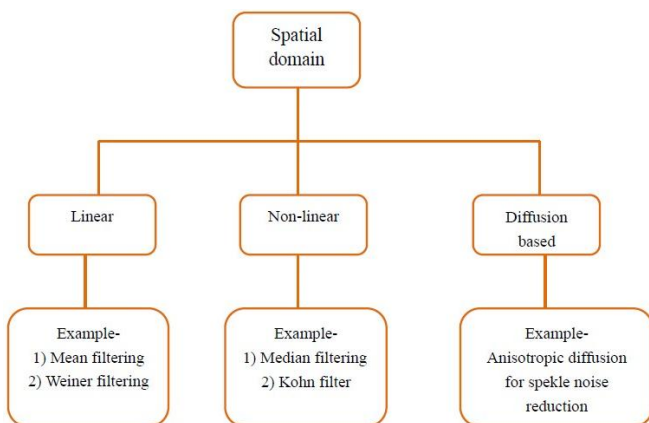 Spatial
domain
Linear
Non-linear
Diffusion
based
Example-
1) Mean filtering
2) Weiner filtering
Example-
1) Median filtering
2) Kohn filter
Example-
Anisotropic diffusion
for spekle noise
reduction